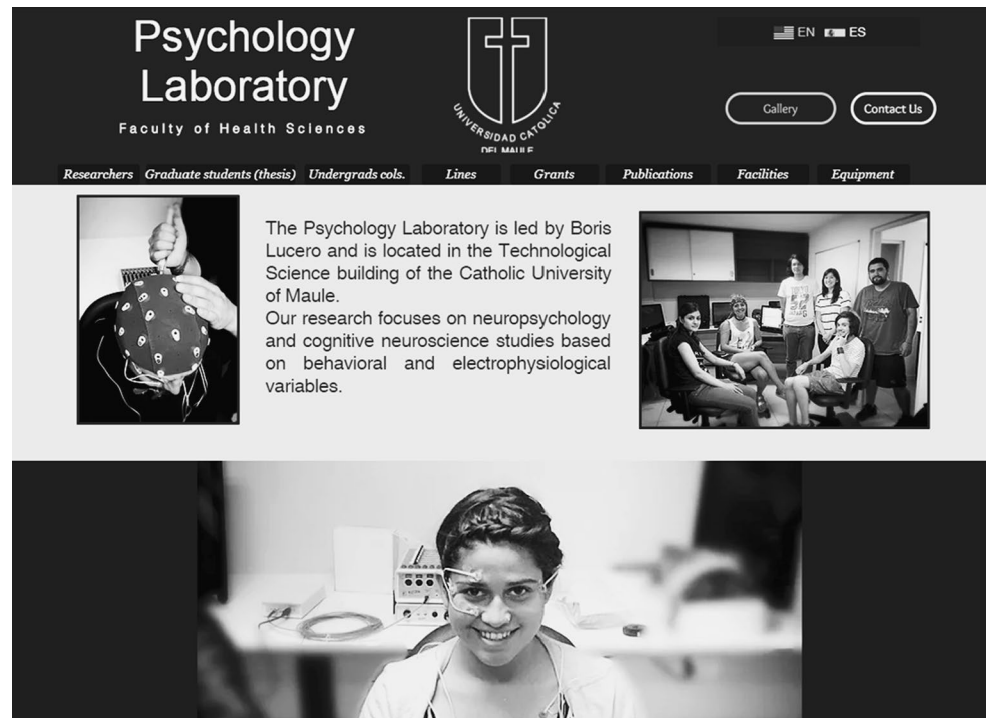 Psychology
Laboratory
Faculty of Health Sciences
UNIVERSIDAD CATOLICA
DEL MAULE
EN ES
Gallery
Contact Us
Researchers Graduate students (thesis) Undergrads cols. Lines Grants Publications Facilities Equipment
The Psychology Laboratory is led by Boris
Lucero and is located in the Technological
Science building of the Catholic University
of Maule.
Our research focuses on neuropsychology
and cognitive neuroscience studies based
on behavioral and electrophysiological
variables.